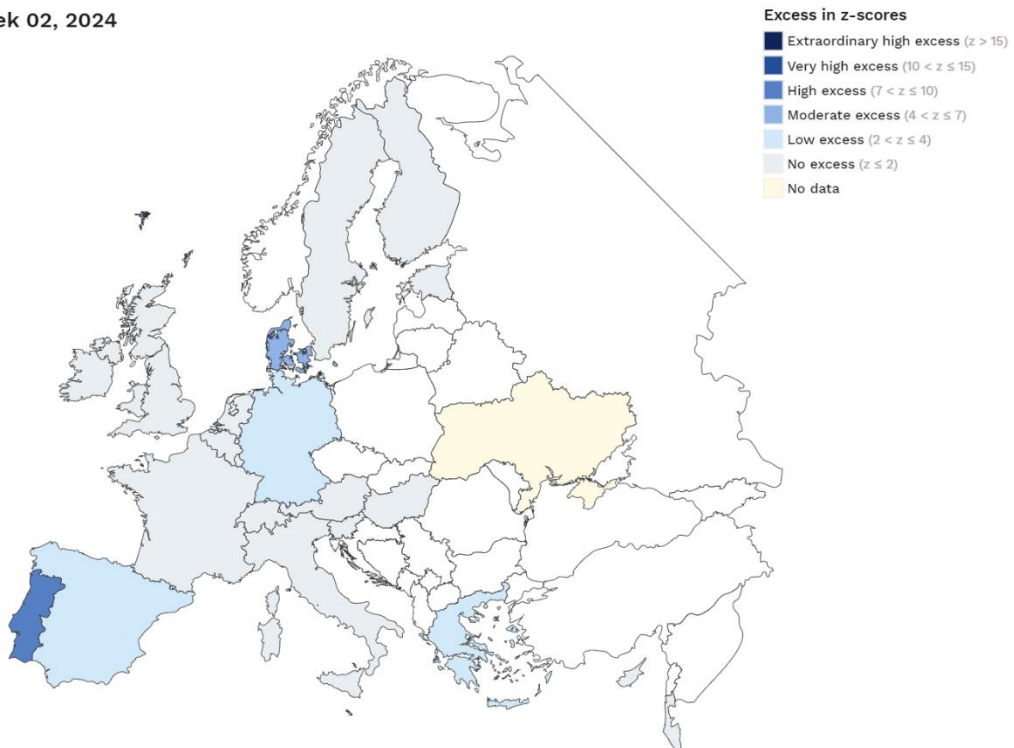 ek 02, 2024
Excess in z-scores
Extraordinary high excess (z > 15)
Very high excess (10 < z ≤ 15)
High excess (7 < z ≤ 10)
Moderate excess (4 < z ≤ 7)
Low excess (2 < z ≤ 4)
No excess (z ≤ 2)
No data